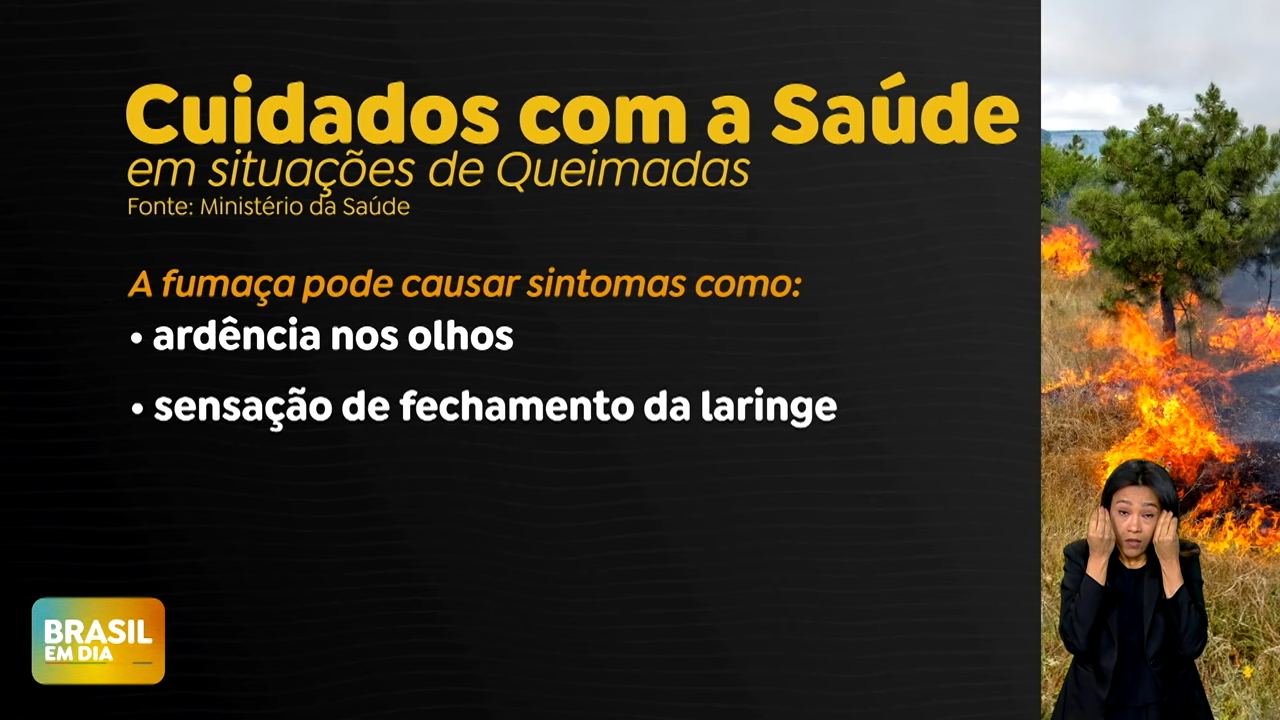 Cuidados com a Saúde
em situações de Queimadas
Fonte: Ministério da Saúde
A fumaça pode causar sintomas como:
• ardência nos olhos
• sensação de fechamento da laringe
BRASIL
EM DIA